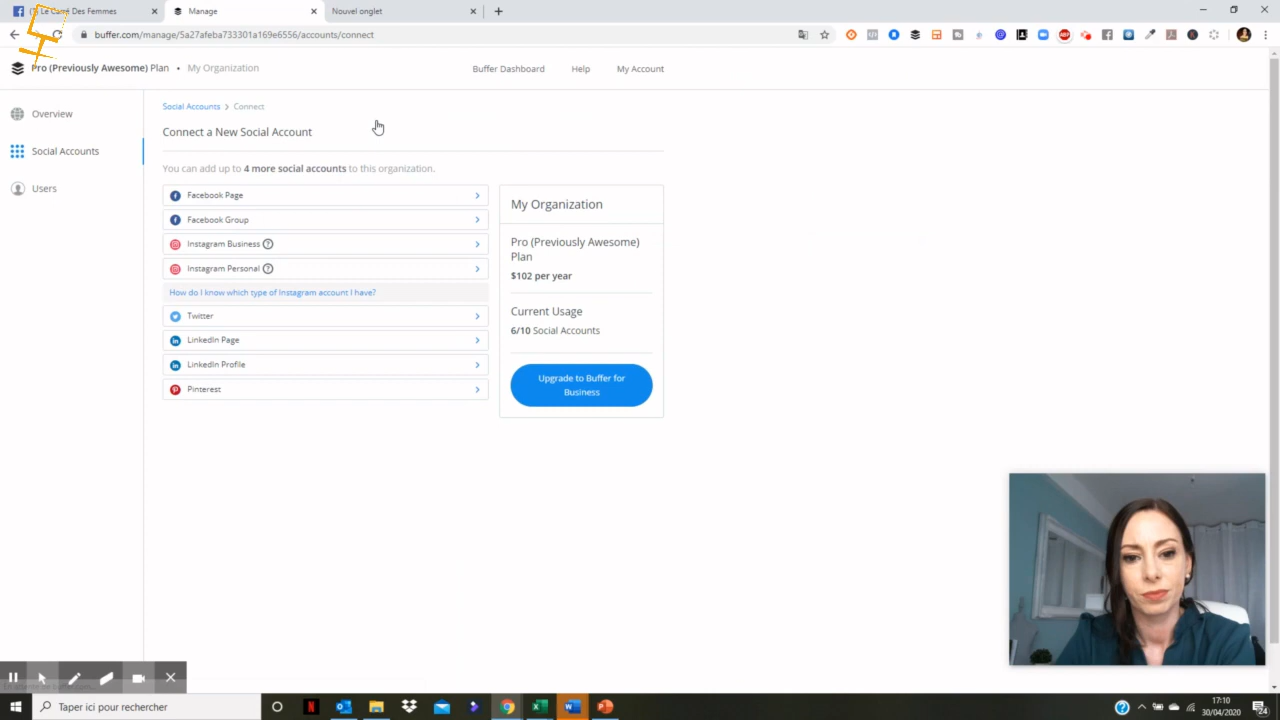 Le Carré Des Femmes
Manage
Nouvel onglet
buffer.com/manage/5a27afeba733301a169e6556/accounts/connect
Pro (Previously Awesome) Plan • My Organization
Buffer Dashboard
Help
My Account
Overview
Social Accounts
Users
Social Accounts > Connect
Connect a New Social Account
You can add up to 4 more social accounts to this organization.
Facebook Page
Facebook Group
Instagram Business ?
Instagram Personal ?
How do I know which type of Instagram account I have?
Twitter
LinkedIn Page
LinkedIn Profile
Pinterest
My Organization
Pro (Previously Awesome)
Plan
$102 per year
Current Usage
6/10 Social Accounts
Upgrade to Buffer for
Business
Taper ici pour rechercher
17:10
30/04/2020
24